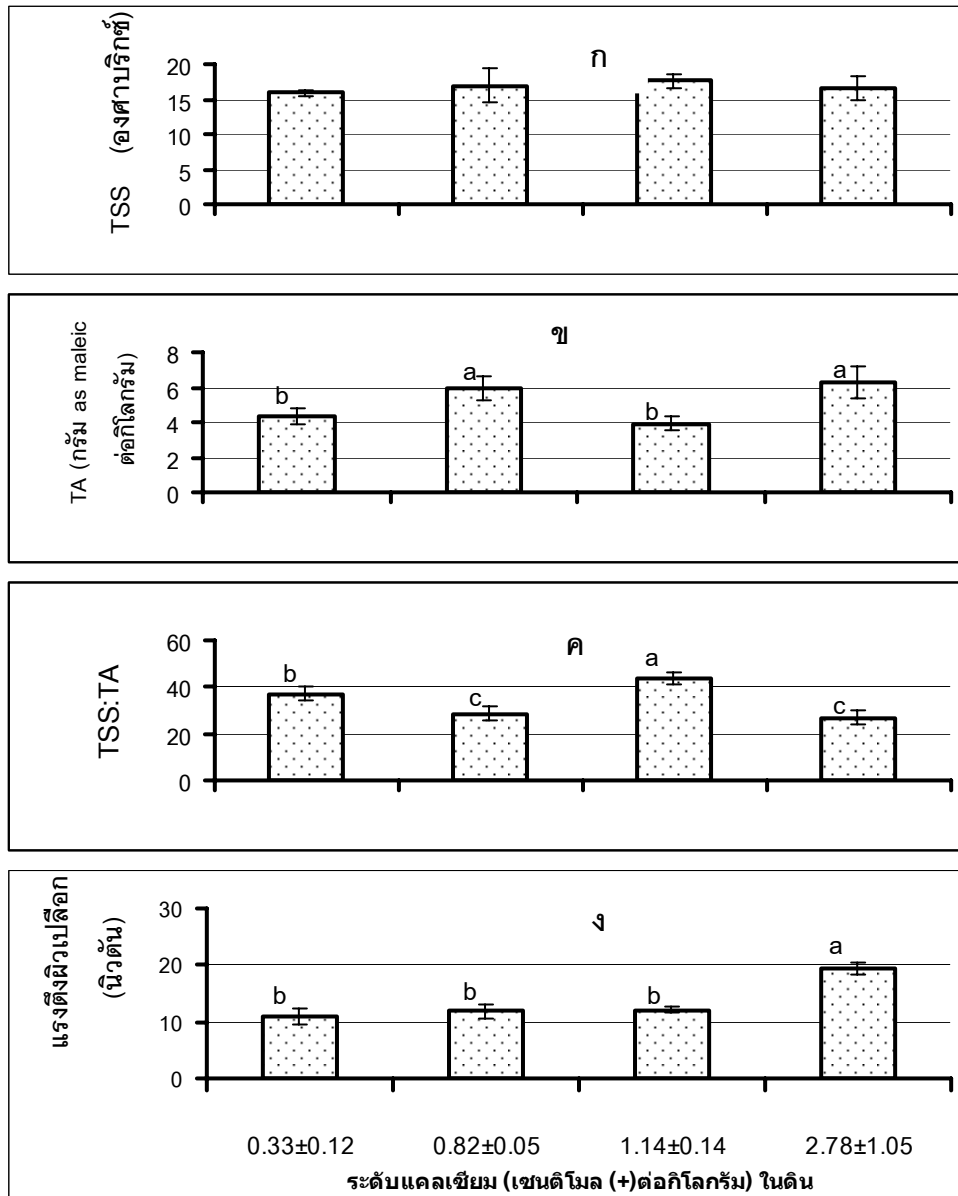 ก
TSS (องศาบริกซ์)
20
15
10
5
0
ข
TA (กรัม as maleic
ต่อกิโลกรัม)
8
6
4
2
0
b
a
b
a
ค
TSS:TA
60
40
20
0
b
c
a
c
ง
แรงดึงผิวเปลือก
(นิวตัน)
30
20
10
0
b
b
b
a
0.33±0.12 0.82±0.05 1.14±0.14 2.78±1.05
ระดับแคลเซียม (เซนติโมล (+)ต่อกิโลกรัม) ในดิน